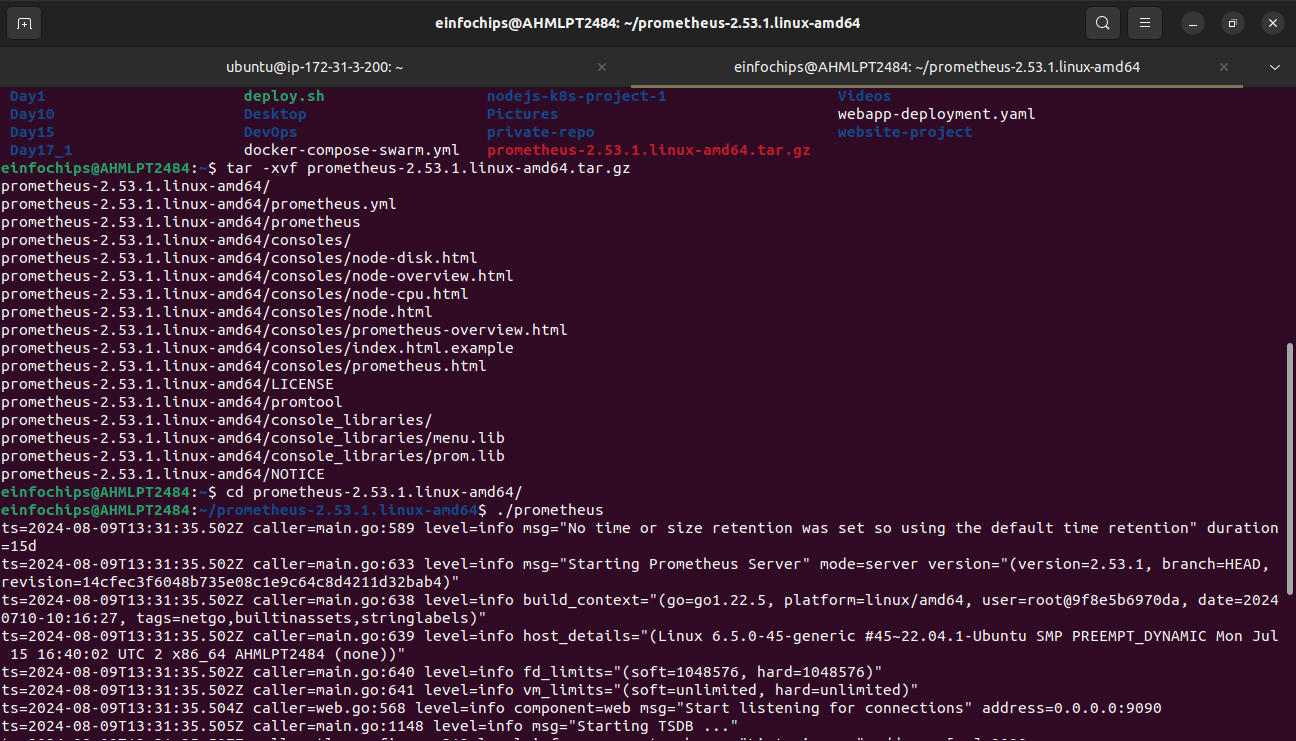 einfochips@AHMLPT2484: ~/prometheus-2.53.1.linux-amd64
ubuntu@ip-172-31-3-200: ~
einfochips@AHMLPT2484: ~/prometheus-2.53.1.linux-amd64
Day1 deploy.sh nodejs-k8s-project-1 Videos
Day10 Desktop Pictures webapp-deployment.yaml
Day15 DevOps private-repo website-project
Day17_1 docker-compose-swarm.yml prometheus-2.53.1.linux-amd64.tar.gz
einfochips@AHMLPT2484:~$ tar -xvf prometheus-2.53.1.linux-amd64.tar.gz
prometheus-2.53.1.linux-amd64/
prometheus-2.53.1.linux-amd64/prometheus.yml
prometheus-2.53.1.linux-amd64/prometheus
prometheus-2.53.1.linux-amd64/consoles/
prometheus-2.53.1.linux-amd64/consoles/node-disk.html
prometheus-2.53.1.linux-amd64/consoles/node-overview.html
prometheus-2.53.1.linux-amd64/consoles/node-cpu.html
prometheus-2.53.1.linux-amd64/consoles/node.html
prometheus-2.53.1.linux-amd64/consoles/prometheus-overview.html
prometheus-2.53.1.linux-amd64/consoles/index.html.example
prometheus-2.53.1.linux-amd64/consoles/prometheus.html
prometheus-2.53.1.linux-amd64/LICENSE
prometheus-2.53.1.linux-amd64/promtool
prometheus-2.53.1.linux-amd64/console_libraries/
prometheus-2.53.1.linux-amd64/console_libraries/menu.lib
prometheus-2.53.1.linux-amd64/console_libraries/prom.lib
prometheus-2.53.1.linux-amd64/NOTICE
einfochips@AHMLPT2484:~$ cd prometheus-2.53.1.linux-amd64/
einfochips@AHMLPT2484:~/prometheus-2.53.1.linux-amd64$ ./prometheus
ts=2024-08-09T13:31:35.502Z caller=main.go:589 level=info msg="No time or size retention was set so using the default time retention" duration
=15d
ts=2024-08-09T13:31:35.502Z caller=main.go:633 level=info msg="Starting Prometheus Server" mode=server version="(version=2.53.1, branch=HEAD,
revision=14cfec3f6048b735e08c1e9c64c8d4211d32bab4)"
ts=2024-08-09T13:31:35.502Z caller=main.go:638 level=info build_context="(go=go1.22.5, platform=linux/amd64, user=root@9f8e5b6970da, date=2024
0710-10:16:27, tags=netgo,builtinassets,stringlabels)"
ts=2024-08-09T13:31:35.502Z caller=main.go:639 level=info host_details="(Linux 6.5.0-45-generic #45~22.04.1-Ubuntu SMP PREEMPT_DYNAMIC Mon Jul
15 16:40:02 UTC 2 x86_64 AHMLPT2484 (none))"
ts=2024-08-09T13:31:35.502Z caller=main.go:640 level=info fd_limits="(soft=1048576, hard=1048576)"
ts=2024-08-09T13:31:35.502Z caller=main.go:641 level=info vm_limits="(soft=unlimited, hard=unlimited)"
ts=2024-08-09T13:31:35.504Z caller=web.go:568 level=info component=web msg="Start listening for connections" address=0.0.0.0:9090
ts=2024-08-09T13:31:35.505Z caller=main.go:1148 level=info msg="Starting TSDB ..."